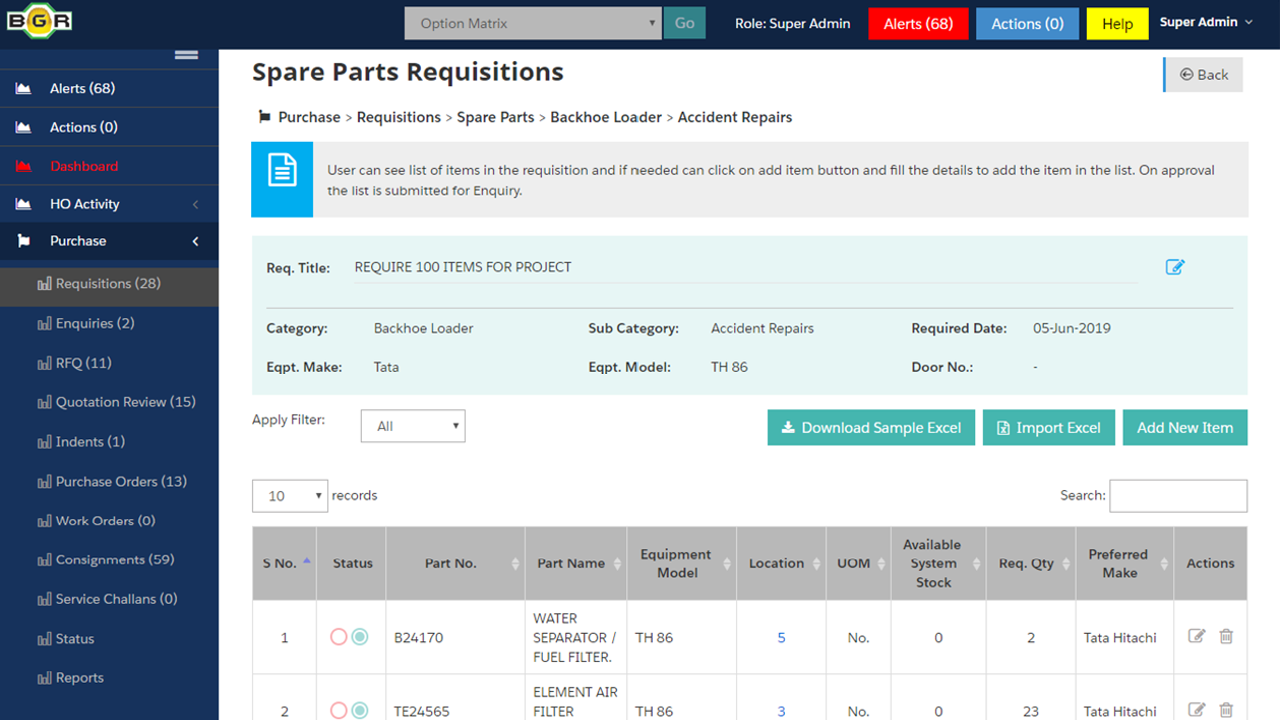 BGR
Option Matrix
Go
Role: Super Admin
Alerts (68)
Actions (0)
Help
Super Admin
Alerts (68)
Actions (0)
Dashboard
HO Activity
Purchase
Requisitions (28)
Enquiries (2)
RFQ (11)
Quotation Review (15)
Indents (1)
Purchase Orders (13)
Work Orders (0)
Consignments (59)
Service Challans (0)
Status
Reports
Spare Parts Requisitions
Back
Purchase > Requisitions > Spare Parts > Backhoe Loader > Accident Repairs
User can see list of items in the requisition and if needed can click on add item button and fill the details to add the item in the list. On approval
the list is submitted for Enquiry.
Req. Title: REQUIRE 100 ITEMS FOR PROJECT
Category: Backhoe Loader Sub Category: Accident Repairs Required Date: 05-Jun-2019
Eqpt. Make: Tata Eqpt. Model: TH 86 Door No.: -
Apply Filter: All
Download Sample Excel
Import Excel
Add New Item
10 records
Search:
S No. Status Part No. Part Name Equipment Model Location UOM Available System Stock Req. Qty Preferred Make Actions
1 B24170 WATER SEPARATOR / FUEL FILTER. TH 86 5 No. 0 2 Tata Hitachi
2 TE24565 ELEMENT AIR FILTER TH 86 3 No. 0 23 Tata Hitachi